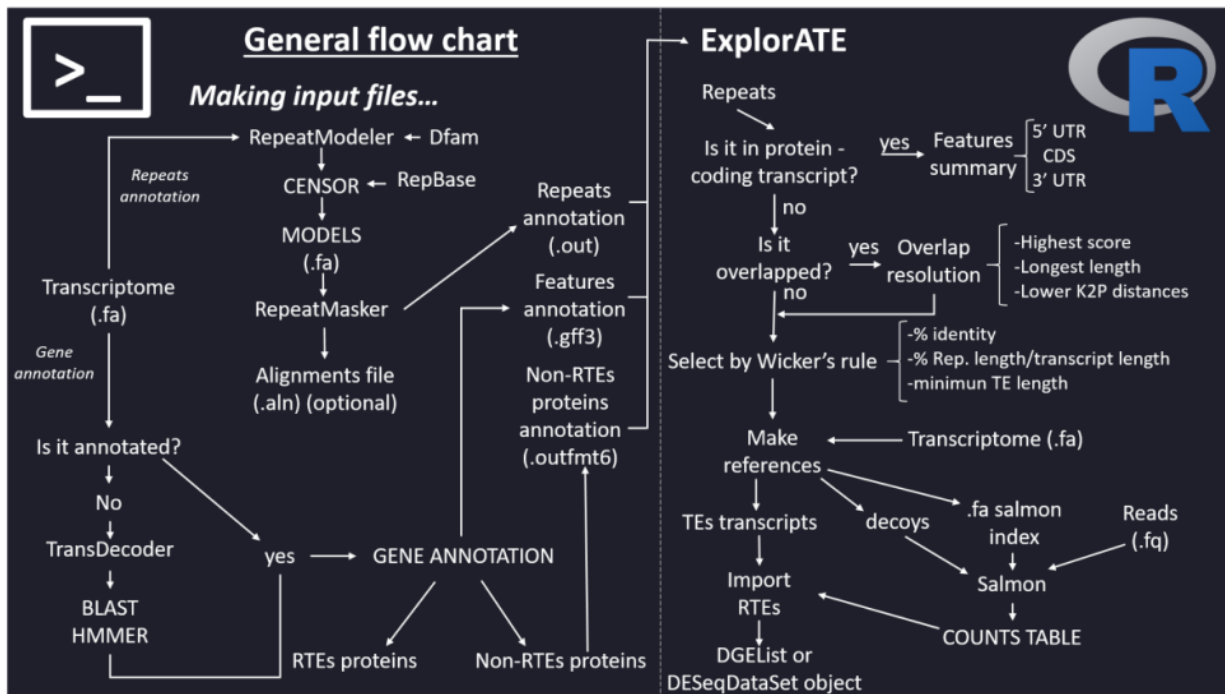 >_
General flow chart
Making input files...
RepeatModeler
Dfam
Repeats
annotation
CENSOR
RepBase
MODELS
(.fa)
RepeatMasker
Alignments file
(.aln) (optional)
Transcriptome
(.fa)
Gene
annotation
Is it annotated?
No
TransDecoder
BLAST
HMMER
yes
GENE ANNOTATION
RTEs proteins
Non-RTEs proteins
Repeats
annotation
(.out)
Features
annotation
(.gff3)
Non-RTEs
proteins
annotation
(.outfmt6)
ExplorATE
R
Repeats
Is it in protein -
coding transcript?
yes
Features
summary
5' UTR
CDS
3' UTR
no
Is it
overlapped?
yes
Overlap
resolution
-Highest score
-Longest length
-Lower K2P distances
no
Select by Wicker's rule
-% identity
-% Rep. length/transcript length
-minimun TE length
Make
references
Transcriptome (.fa)
TEs transcripts
decoys
.fa salmon
index
Reads
(.fq)
Salmon
Import
RTEs
COUNTS TABLE
DGEList or
DESeqDataSet object